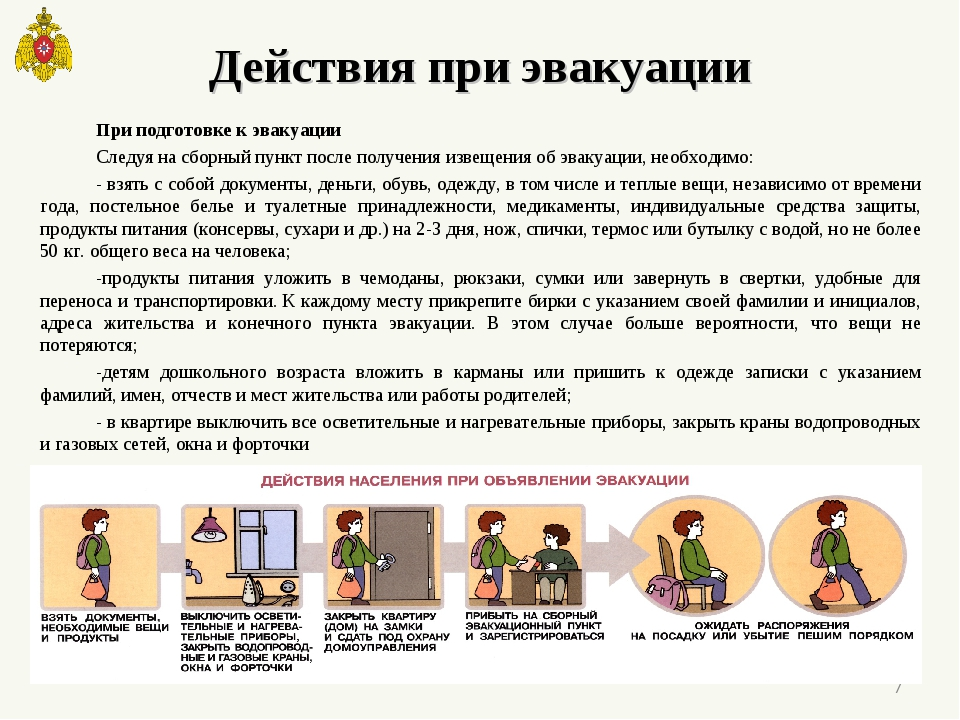 Действия при эвакуации
При подготовке к эвакуации
Следуя на сборный пункт после получения извещения об эвакуации, необходимо:
- взять с собой документы, деньги, обувь, одежду, в том числе и теплые вещи, независимо от времени
года, постельное белье и туалетные принадлежности, медикаменты, индивидуальные средства защиты,
продукты питания (консервы, сухари и др.) на 2-3 дня, нож, спички, термос или бутылку с водой, но не более
50 кг. общего веса на человека;
-продукты питания уложить в чемоданы, рюкзаки, сумки или завернуть в свертки, удобные для
переноса и транспортировки. К каждому месту прикрепите бирки с указанием своей фамилии и инициалов,
адреса жительства и конечного пункта эвакуации. В этом случае больше вероятности, что вещи не
потеряются;
-детям дошкольного возраста вложить в карманы или пришить к одежде записки с указанием
фамилий, имен, отчеств и мест жительства или работы родителей;
- в квартире выключить все осветительные и нагревательные приборы, закрыть краны водопроводных
и газовых сетей, окна и форточки
ДЕЙСТВИЯ НАСЕЛЕНИЯ ПРИ ОБЪЯВЛЕНИИ ЭВАКУАЦИИ
ВЗЯТЬ ДОКУМЕНТЫ,
НЕОБХОДИМЫЕ ВЕЩИ
И ПРОДУКТЫ
ВЫКЛЮЧИТЬ ОСВЕТИ-
ТЕЛЬНЫЕ И НАГРЕВА-
ТЕЛЬНЫЕ ПРИБОРЫ,
ЗАКРЫТЬ ВОДОПРОВОД-
НЫЕ И ГАЗОВЫЕ КРАНЫ,
ОКНА И ФОРТОЧКИ
ЗАКРЫТЬ КВАРТИРУ
(ДОМ) НА ЗАМКИ
И СДАТЬ ПОД ОХРАНУ
ДОМОУПРАВЛЕНИЯ
ПРИБЫТЬ НА СБОРНЫЙ
ЭВАКУАЦИОННЫЙ ПУНКТ
И ЗАРЕГИСТРИРОВАТЬСЯ
ОЖИДАТЬ РАСПОРЯЖЕНИЯ
НА ПОСАДКУ ИЛИ УБЫТИЕ ПЕШИМ ПОРЯДКОМ
7